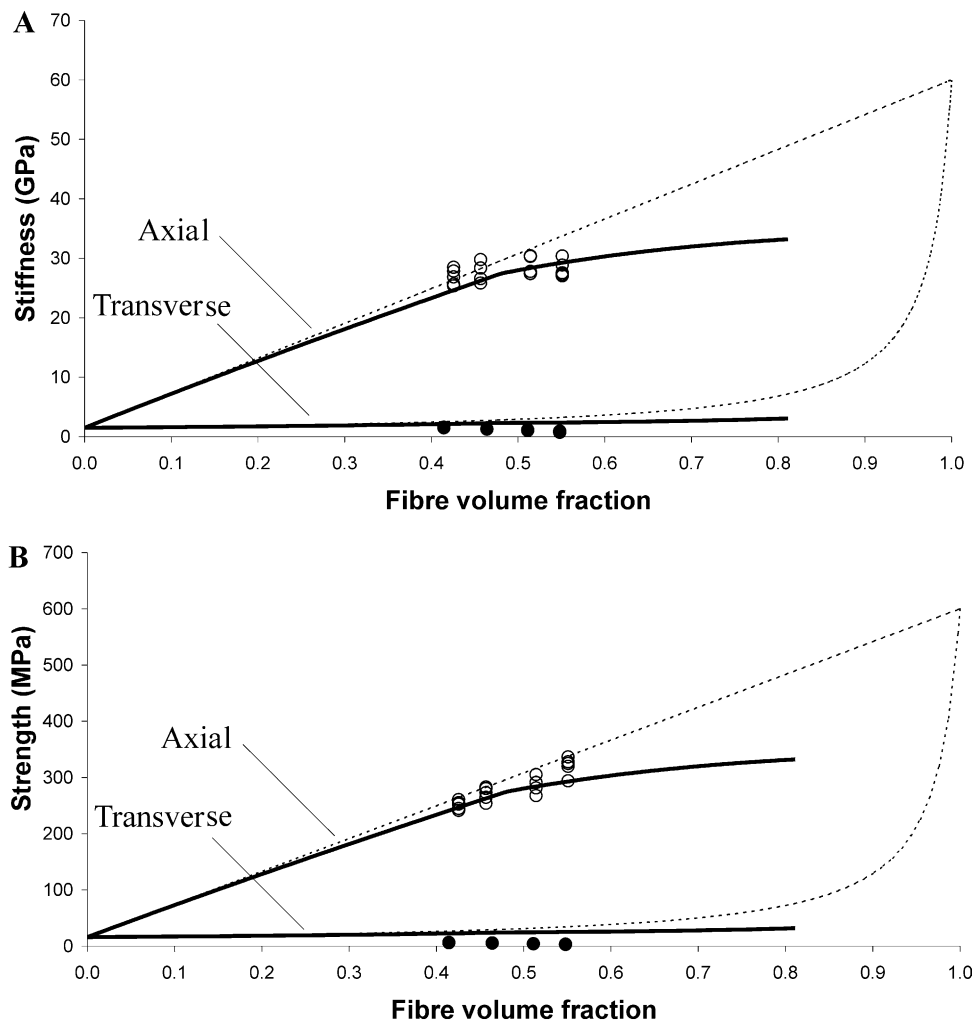 A
70
60
50
40
30
20
10
0
Stiffness (GPa)
Axial
Transverse
0.0 0.1 0.2 0.3 0.4 0.5 0.6 0.7 0.8 0.9 1.0
Fibre volume fraction
B
700
600
500
400
300
200
100
0
Strength (MPa)
Axial
Transverse
0.0 0.1 0.2 0.3 0.4 0.5 0.6 0.7 0.8 0.9 1.0
Fibre volume fraction